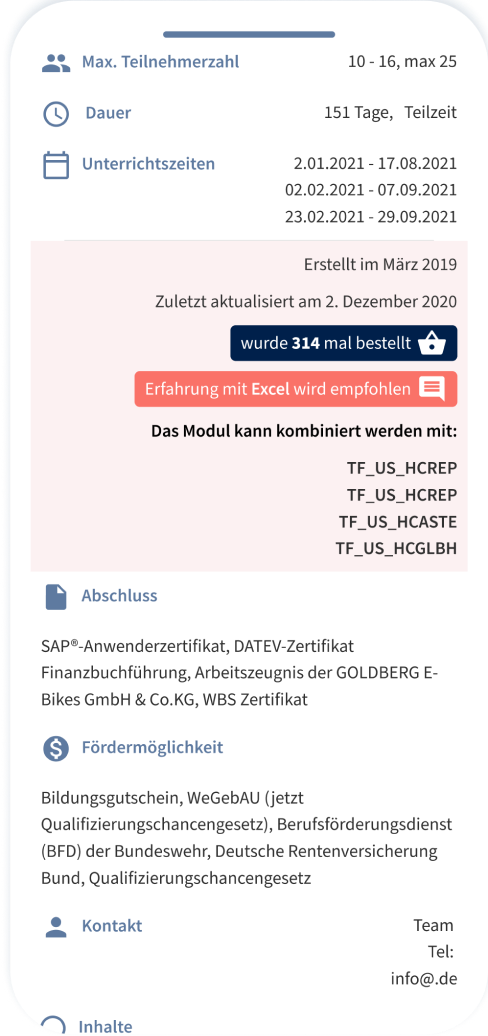 Max. Teilnehmerzahl 10 - 16, max 25
Dauer 151 Tage, Teilzeit
Unterrichtszeiten 2.01.2021 - 17.08.2021
02.02.2021 - 07.09.2021
23.02.2021 - 29.09.2021
Erstellt im März 2019
Zuletzt aktualisiert am 2. Dezember 2020
wurde 314 mal bestellt
Erfahrung mit Excel wird empfohlen
Das Modul kann kombiniert werden mit:
TF_US_HCREP
TF_US_HCREP
TF_US_HCASTE
TF_US_HCGLBH
Abschluss
SAP®-Anwenderzertifikat, DATEV-Zertifikat
Finanzbuchführung, Arbeitszeugnis der GOLDBERG E-
Bikes GmbH & Co.KG, WBS Zertifikat
Fördermöglichkeit
Bildungsgutschein, WeGebAU (jetzt
Qualifizierungschancengesetz), Berufsförderungsdienst
(BFD) der Bundeswehr, Deutsche Rentenversicherung
Bund, Qualifizierungschancengesetz
Kontakt Team
Tel:
info@.de
Inhalte